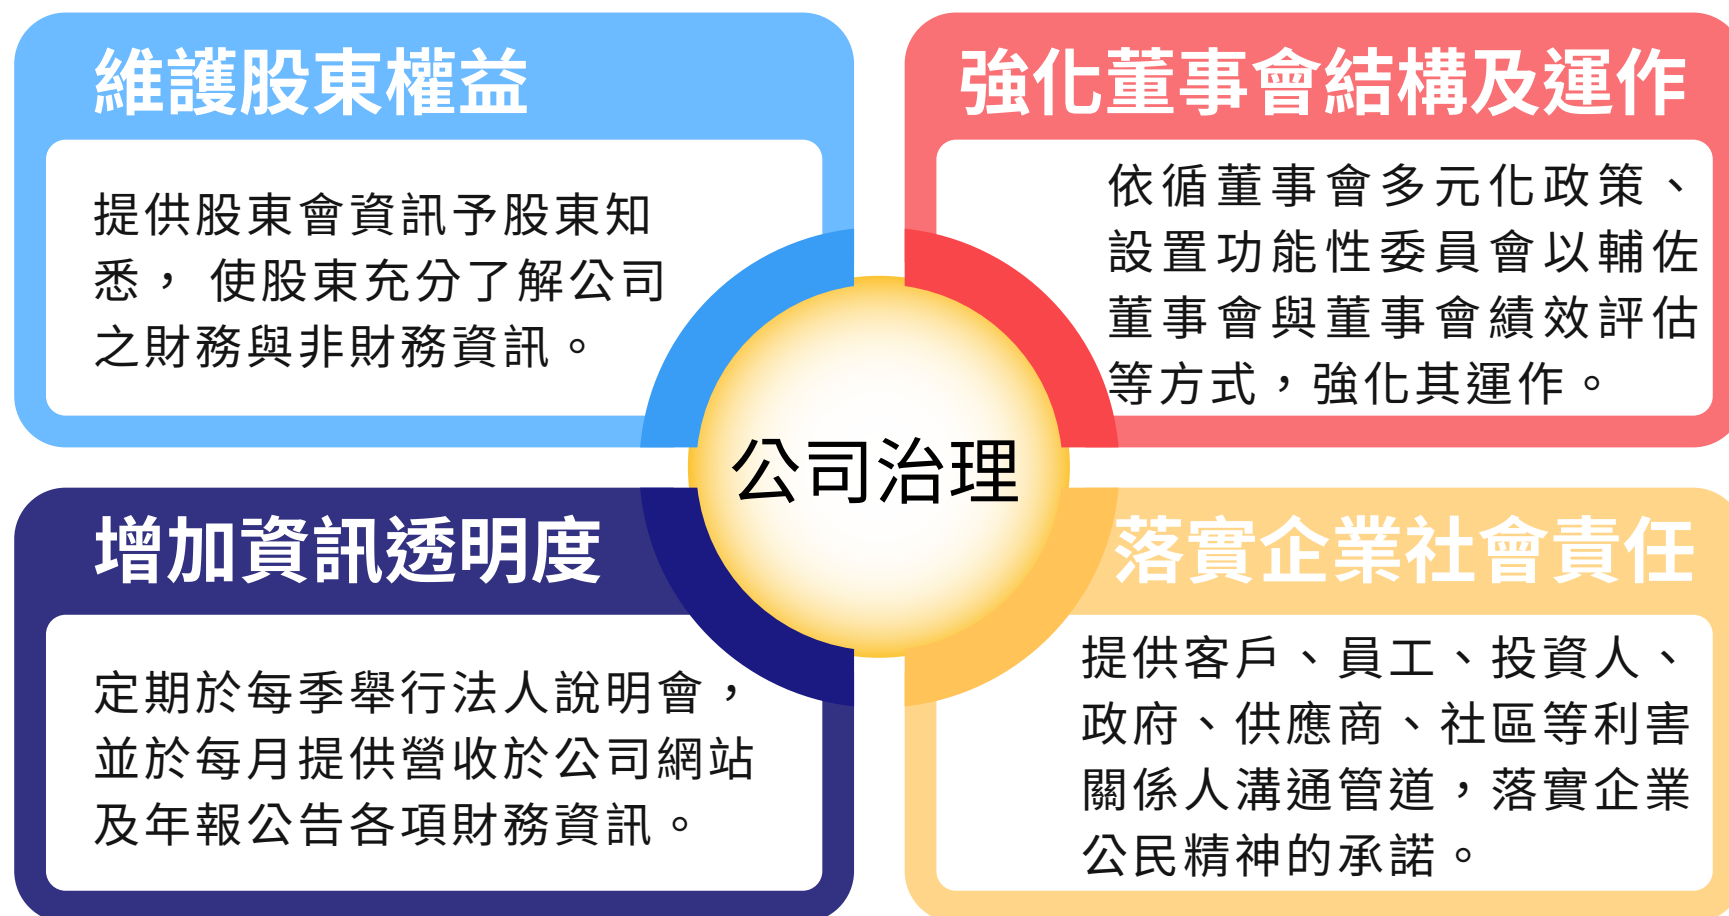 維護股東權益
提供股東會資訊予股東知
悉， 使股東充分了解公司
之財務與非財務資訊。
強化董事會結構及運作
依循董事會多元化政策、
設置功能性委員會以輔佐
董事會與董事會績效評估
等方式，強化其運作。
公司治理
增加資訊透明度
定期於每季舉行法人說明會，
並於每月提供營收於公司網站
及年報公告各項財務資訊。
落實企業社會責任
提供客戶、員工、投資人、
政府、供應商、社區等利害
關係人溝通管道，落實企業
公民精神的承諾。